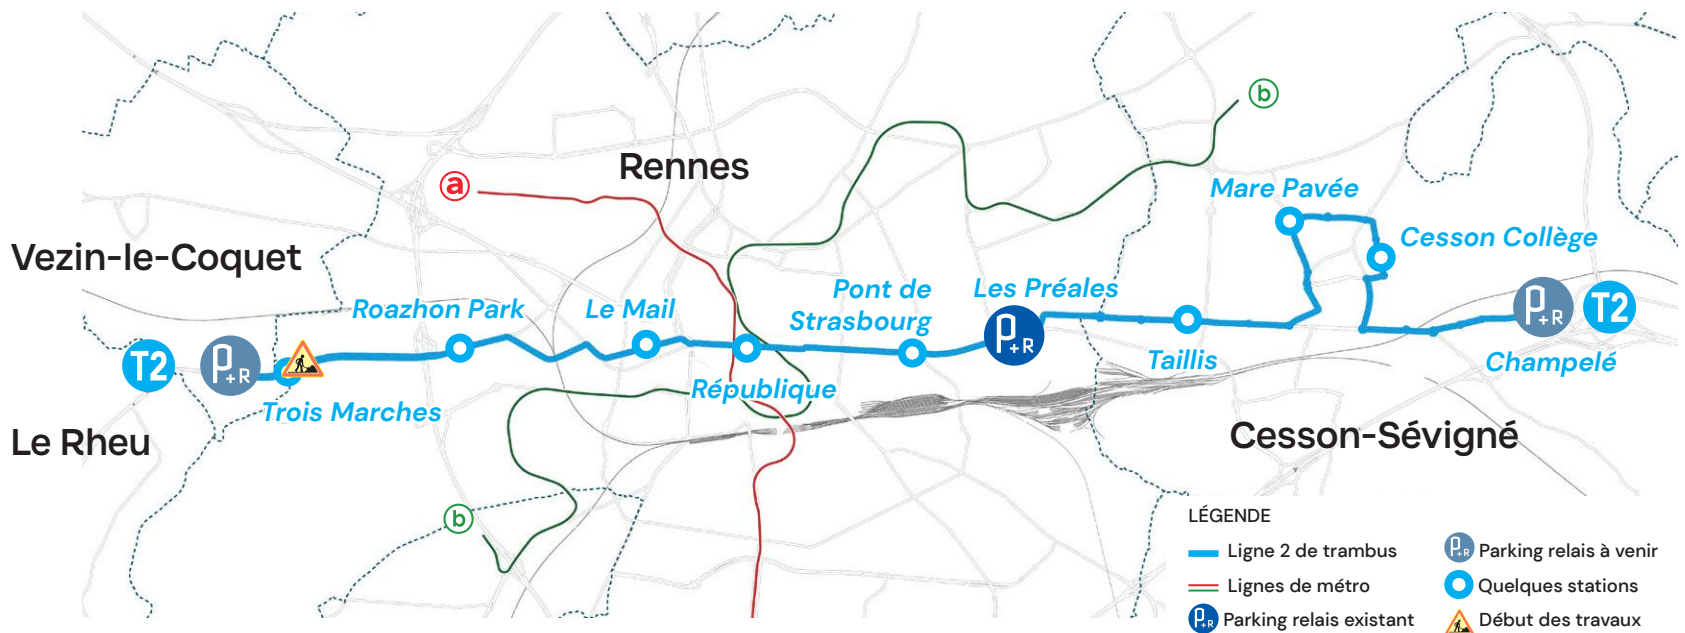 b
Rennes
a
Mare Pavée
Cesson Collège
Vezin-le-Coquet
Roazhon Park
Le Mail
Pont de
Strasbourg
Les Préales
P+R
T2
T2
P+R
P+R
Taillis
Champelé
République
Trois Marches
Le Rheu
Cesson-Sévigné
b
LÉGENDE
Ligne 2 de trambus
Lignes de métro
P+R Parking relais existant
P+R Parking relais à venir
Quelques stations
Début des travaux